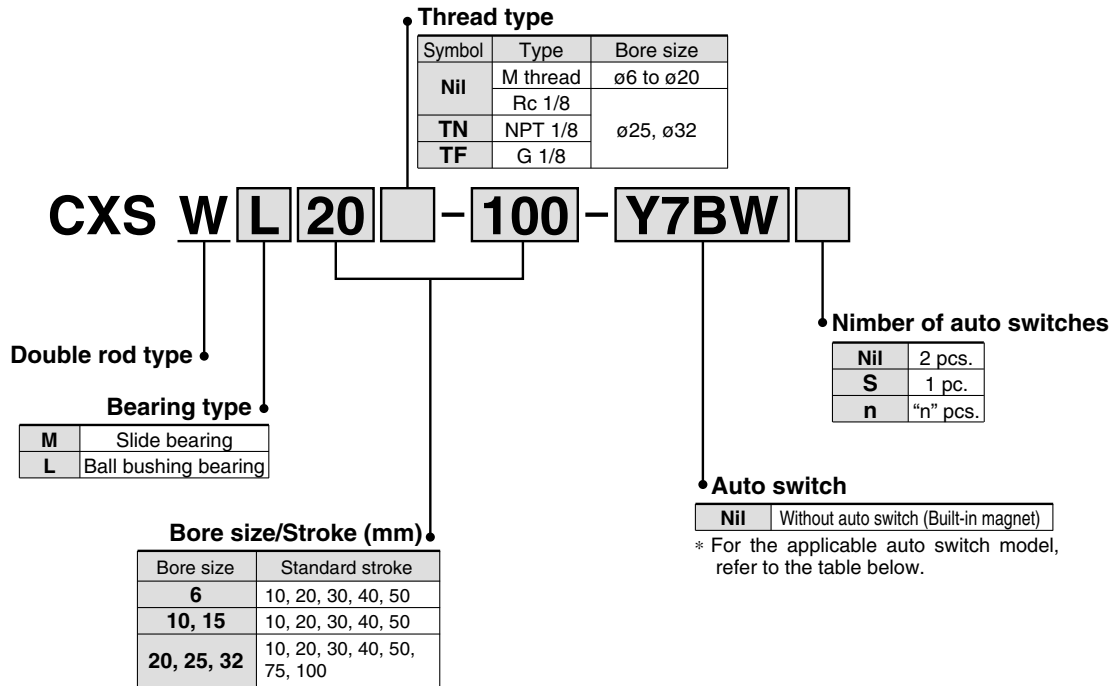 Thread type
Symbol Type Bore size
Nil M thread ø6 to ø20
Rc 1/8
TN NPT 1/8 ø25, ø32
TF G 1/8
CXS W L 20 - 100 - Y7BW
Double rod type
Bearing type
M Slide bearing
L Ball bushing bearing
Bore size/Stroke (mm)
Bore size Standard stroke
6 10, 20, 30, 40, 50
10, 15 10, 20, 30, 40, 50
20, 25, 32 10, 20, 30, 40, 50,
75, 100
Nimber of auto switches
Nil 2 pcs.
S 1 pc.
n “n” pcs.
Auto switch
Nil Without auto switch (Built-in magnet)
* For the applicable auto switch model,
refer to the table below.